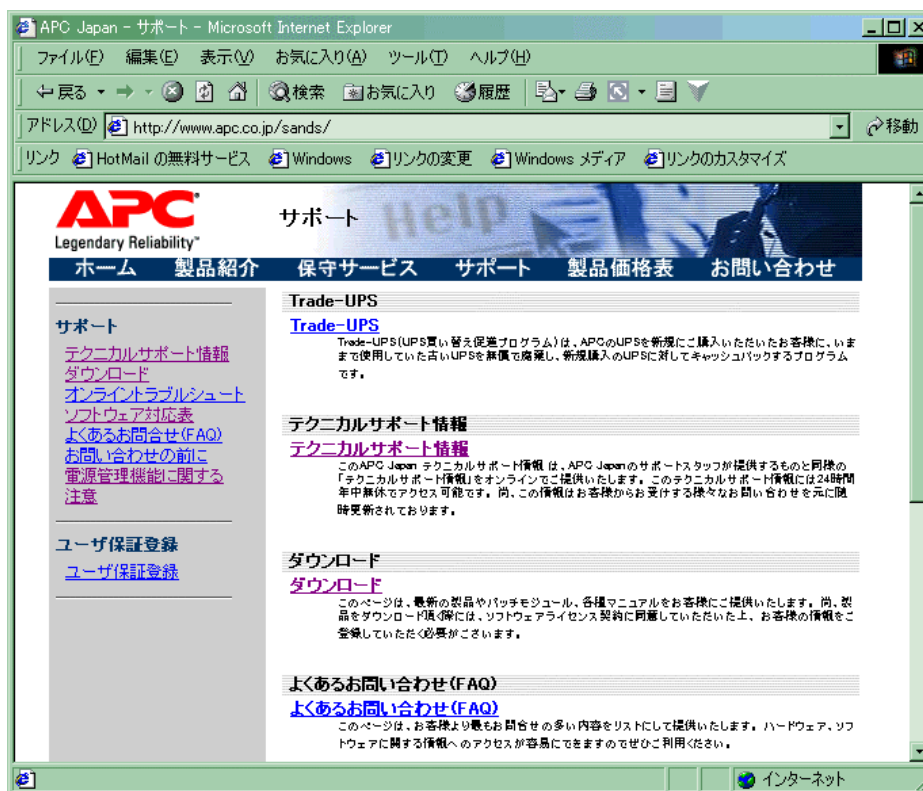 APC Japan - サポート - Microsoft Internet Explorer
ファイル(F) 編集(E) 表示(V) お気に入り(A) ツール(T) ヘルプ(H)
戻る 検索 お気に入り 履歴
アドレス(D) http://www.apc.co.jp/sands/ 移動
リンク HotMail の無料サービス Windows リンクの変更 Windows メディア リンクのカスタマイズ
APC
Legendary Reliability™
サポート Help
ホーム 製品紹介 保守サービス サポート 製品価格表 お問い合わせ
サポート
テクニカルサポート情報
ダウンロード
オンライントラブルシュート
ソフトウェア対応表
よくあるお問合せ(FAQ)
お問い合わせの前に
電源管理機能に関する
注意
ユーザ保証登録
ユーザ保証登録
Trade-UPS
Trade-UPS
Trade-UPS(UPS買い替え促進プログラム)は、APCのUPSを新規にご購入いただいたお客様に、いま
まで使用していた古いUPSを無償で廃棄し、新規購入のUPSに対してキャッシュバックするプログラム
です。
テクニカルサポート情報
テクニカルサポート情報
このAPC Japan テクニカルサポート情報 は、APC Japanのサポートスタッフが提供するものと同様の
「テクニカルサポート情報」をオンラインでご提供いたします。このテクニカルサポート情報には24時間
年中無休でアクセス可能です。尚、この情報はお客様からお受けする様々なお問い合わせを元に随
時更新されております。
ダウンロード
ダウンロード
このページは、最新の製品やパッチモジュール、各種マニュアルをお客様にご提供いたします。尚、製
品をダウンロード頂く際には、ソフトウェアライセンス契約に同意していただいた上、お客様の情報をご
登録していただく必要がございます。
よくあるお問い合わせ(FAQ)
よくあるお問い合わせ(FAQ)
このページは、お客様より最もお問合せの多い内容をリストにして提供いたします。ハードウェア、ソフ
トウェアに関する情報へのアクセスが容易にできますのでぜひご利用ください。
インターネット